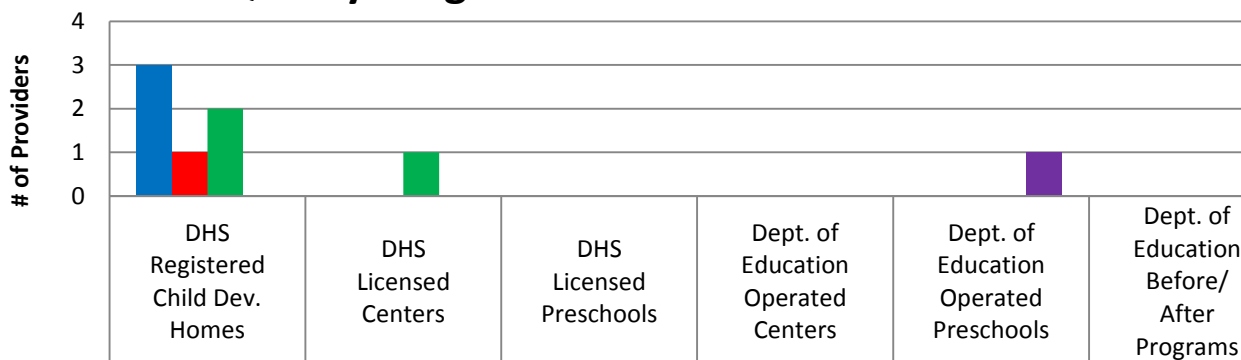 4
3
2
1
0
# of Providers
DHS
Registered
Child Dev.
Homes
DHS
Licensed
Centers
DHS
Licensed
Preschools
Dept. of
Education
Operated
Centers
Dept. of
Education
Operated
Preschools
Dept. of
Education
Before/
After
Programs